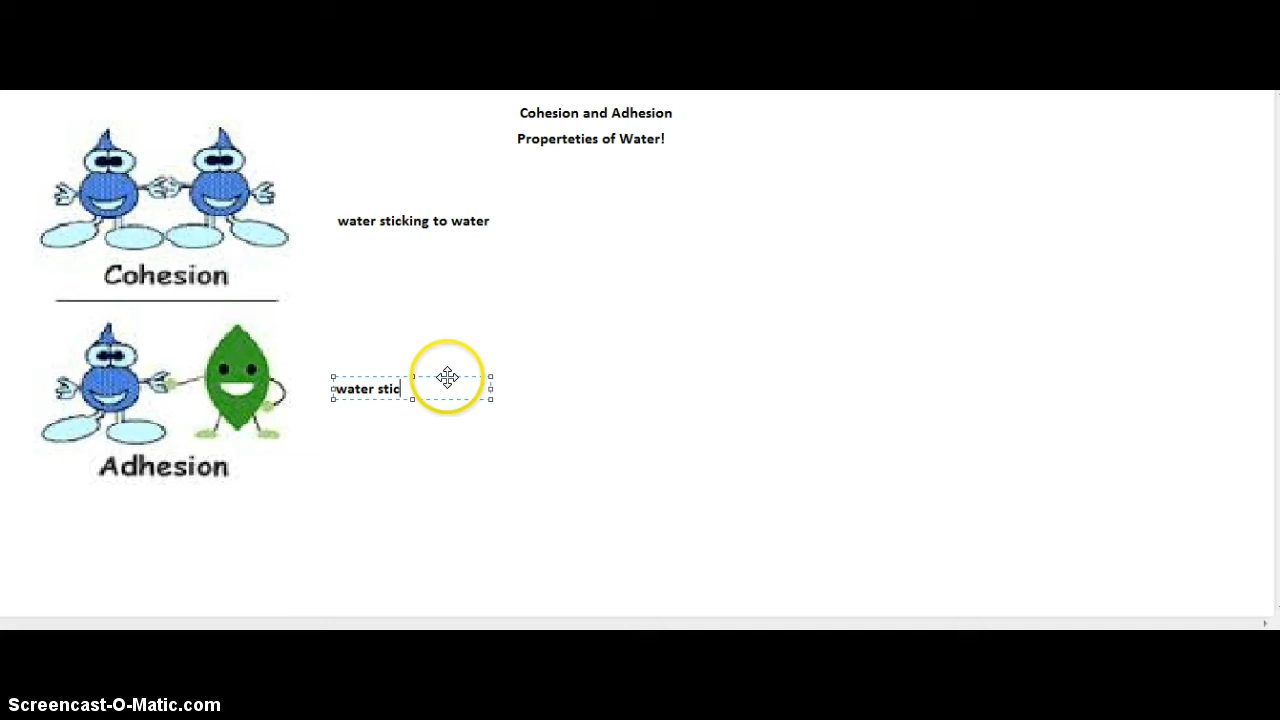 Cohesion and Adhesion
Properteties of Water!
water sticking to water
Cohesion
water stic
Adhesion
Screencast-O-Matic.com